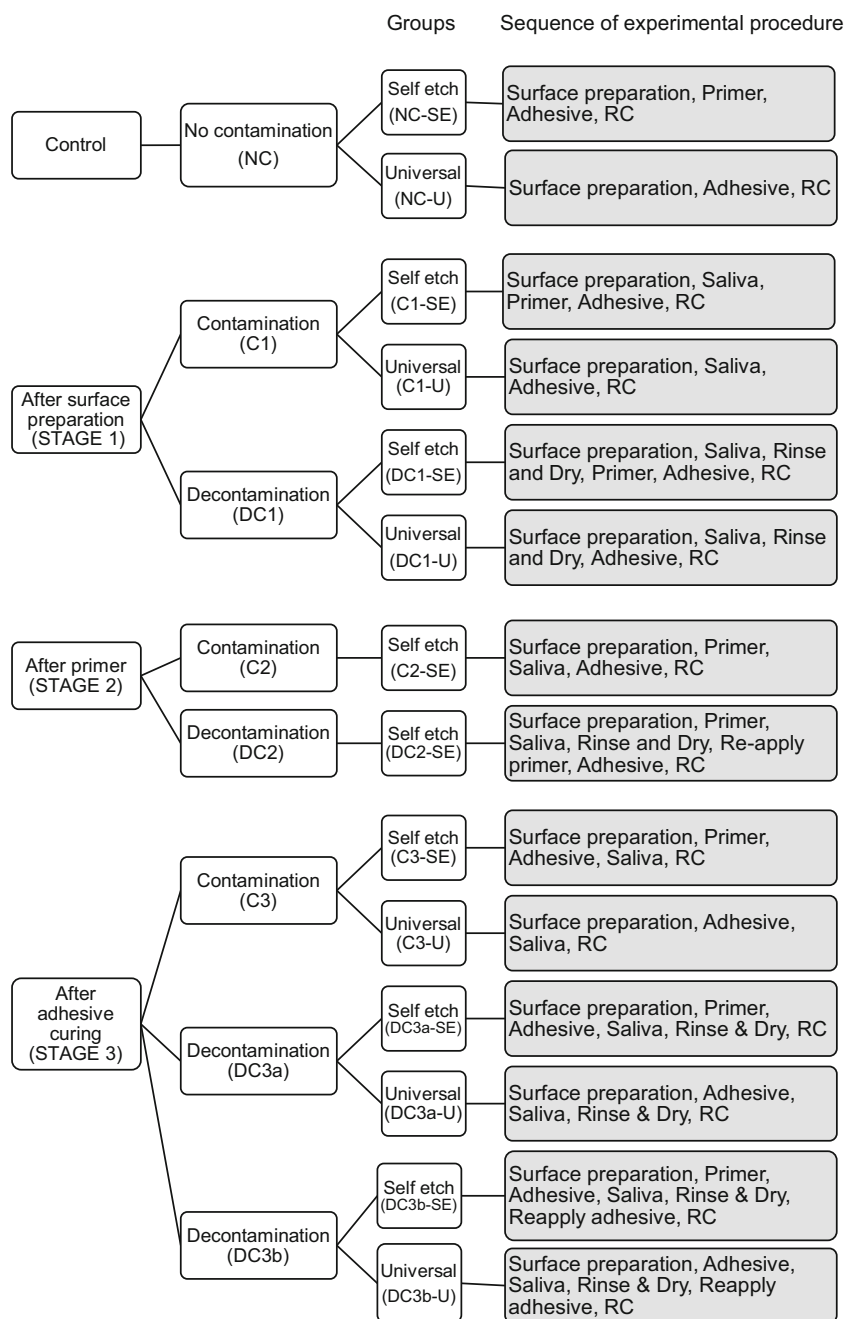 Groups
Sequence of experimental procedure
Control
No contamination
(NC)
Self etch
(NC-SE)
Surface preparation, Primer,
Adhesive, RC
Universal
(NC-U)
Surface preparation, Adhesive, RC
After surface
preparation
(STAGE 1)
Contamination
(C1)
Self etch
(C1-SE)
Surface preparation, Saliva,
Primer, Adhesive, RC
Universal
(C1-U)
Surface preparation, Saliva,
Adhesive, RC
Decontamination
(DC1)
Self etch
(DC1-SE)
Surface preparation, Saliva, Rinse
and Dry, Primer, Adhesive, RC
Universal
(DC1-U)
Surface preparation, Saliva, Rinse
and Dry, Adhesive, RC
After primer
(STAGE 2)
Contamination
(C2)
Self etch
(C2-SE)
Surface preparation, Primer,
Saliva, Adhesive, RC
Decontamination
(DC2)
Self etch
(DC2-SE)
Surface preparation, Primer,
Saliva, Rinse and Dry, Re-apply
primer, Adhesive, RC
After
adhesive
curing
(STAGE 3)
Contamination
(C3)
Self etch
(C3-SE)
Surface preparation, Primer,
Adhesive, Saliva, RC
Universal
(C3-U)
Surface preparation, Adhesive,
Saliva, RC
Decontamination
(DC3a)
Self etch
(DC3a-SE)
Surface preparation, Primer,
Adhesive, Saliva, Rinse & Dry, RC
Universal
(DC3a-U)
Surface preparation, Adhesive,
Saliva, Rinse & Dry, RC
Decontamination
(DC3b)
Self etch
(DC3b-SE)
Surface preparation, Primer,
Adhesive, Saliva, Rinse & Dry,
Reapply adhesive, RC
Universal
(DC3b-U)
Surface preparation, Adhesive,
Saliva, Rinse & Dry, Reapply
adhesive, RC